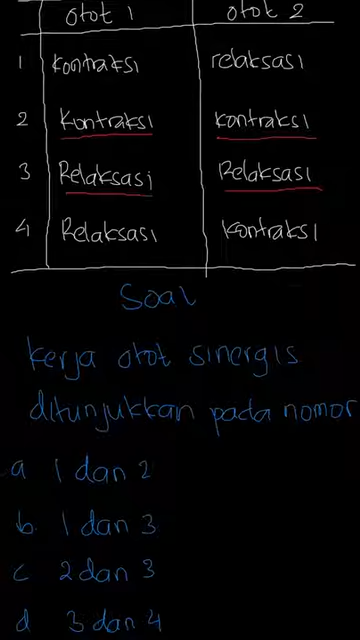 otot 1 otot 2
1 kontraksi relaksasi
2 Kontraksi kontraksi
3 Relaksasi Relaksasi
4 Relaksasi Kontraksi
Soal
kerja otot sinergis
ditunjukkan pada nomor
a 1 dan 2
b. 1 dan 3
c 2 dan 3
d 3 dan 4